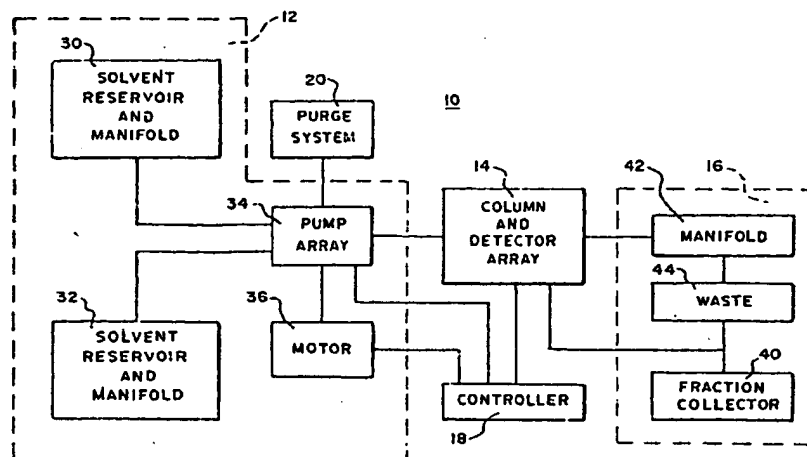 12
30
SOLVENT
RESERVOIR
AND
MANIFOLD
20
PURGE
SYSTEM
10
14
COLUMN
AND
DETECTOR
ARRAY
16
42
MANIFOLD
34
PUMP
ARRAY
44
WASTE
32
SOLVENT
RESERVOIR
AND
MANIFOLD
36
MOTOR
40
FRACTION
COLLECTOR
CONTROLLER
18